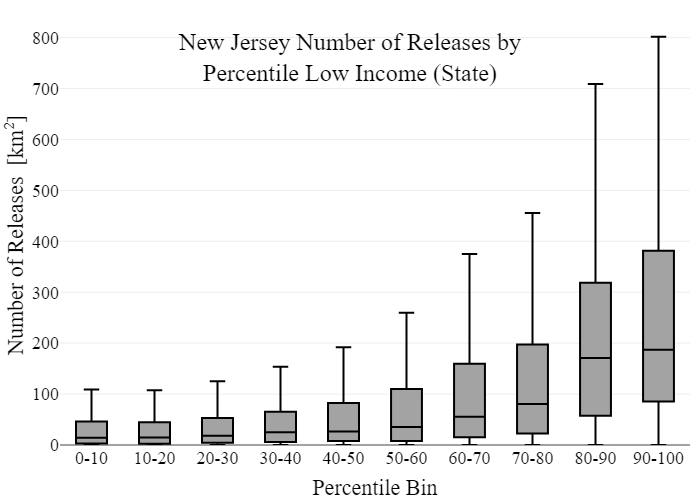 New Jersey Number of Releases by
Percentile Low Income (State)
Number of Releases [km²]
800
700
600
500
400
300
200
100
0
0-10 10-20 20-30 30-40 40-50 50-60 60-70 70-80 80-90 90-100
Percentile Bin